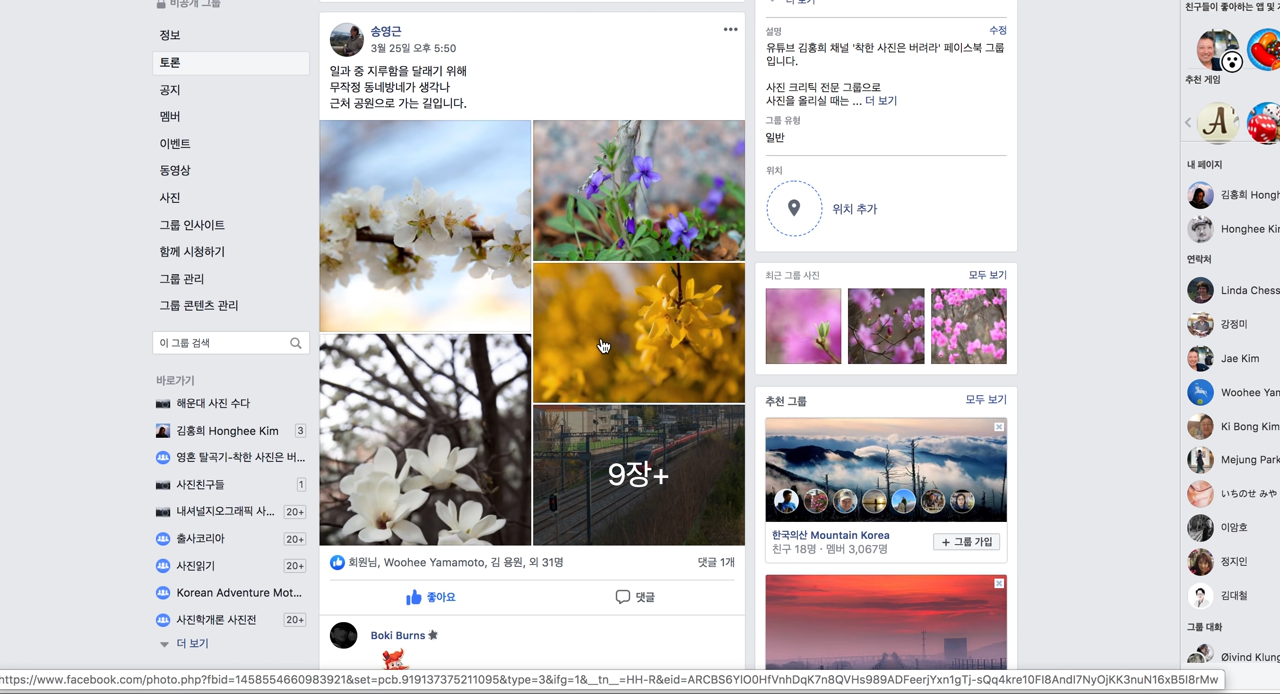 비공개 그룹
정보
토론
공지
멤버
이벤트
동영상
사진
그룹 인사이트
함께 시청하기
그룹 관리
그룹 콘텐츠 관리
이 그룹 검색
바로가기
해운대 사진 수다
김홍희 Honghee Kim 3
영혼 탈곡기-착한 사진은 버...
사진친구들 1
내셔널지오그래픽 사... 20+
출사코리아 20+
사진읽기 20+
Korean Adventure Mot...
사진학개론 사진전 20+
더 보기
송영근
3월 25일 오후 5:50
일과 중 지루함을 달래기 위해
무작정 동네방네가 생각나
근처 공원으로 가는 길입니다.
9장+
회원님, Woohee Yamamoto, 김 용원, 외 31명
댓글 1개
좋아요
댓글
Boki Burns
더 보기
설명 수정
유튜브 김홍희 채널 '착한 사진은 버려라' 페이스북 그룹
입니다.
사진 크리틱 전문 그룹으로
사진을 올리실 때는 ... 더 보기
그룹 유형
일반
위치
위치 추가
최근 그룹 사진 모두 보기
추천 그룹 모두 보기
한국의산 Mountain Korea
친구 18명 · 멤버 3,067명
+ 그룹 가입
친구들이 좋아하는 앱 및
추천 게임
A
내 페이지
김홍희 Hongh
Honghee Kir
연락처
Linda Chess
강정미
Jae Kim
Woohee Yan
Ki Bong Kim
Mejung Park
いちのせ みや
이암호
정지인
김대철
그룹 대화
Øivind Klung
https://www.facebook.com/photo.php?fbid=1458554660983921&set=pcb.919137375211095&type=3&ifg=1&__tn__=HH-R&eid=ARCBS6YlO0HfVnhDqK7n8QVHs989ADFeerjYxn1gTj-sQq4kre10Fl8AndI7NyOjKK3nuN16xB5I8rMw